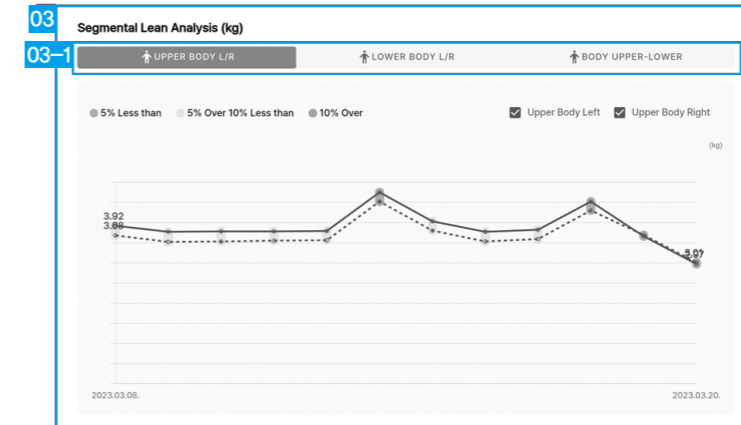 03
Segmental Lean Analysis (kg)
03–1
UPPER BODY L/R
LOWER BODY L/R
BODY UPPER-LOWER
5% Less than
5% Over 10% Less than
10% Over
Upper Body Left
Upper Body Right
(kg)
3.92
2023.03.08.
2023.03.20.